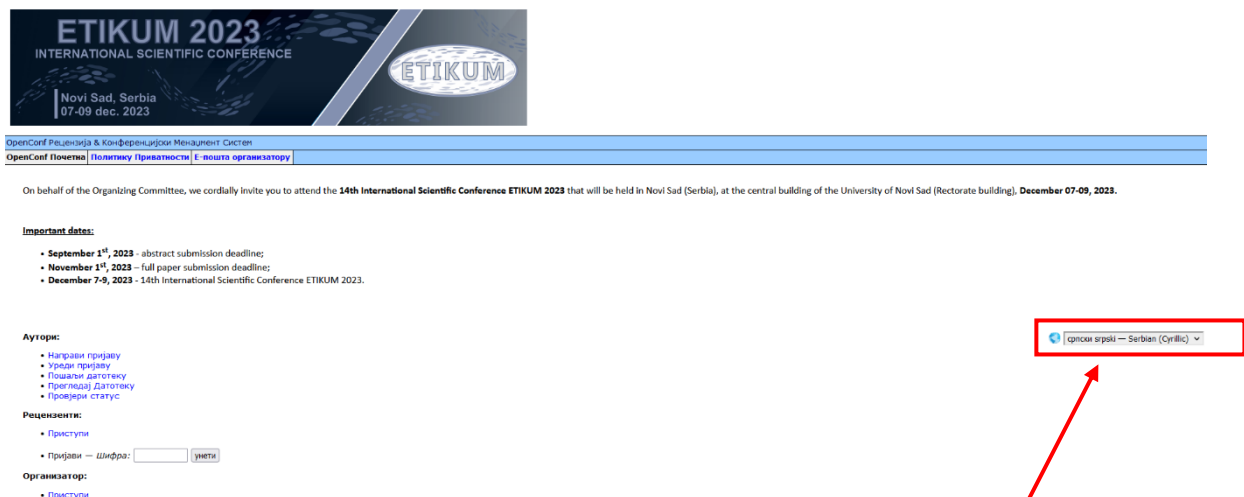 ETIKUM 2023
INTERNATIONAL SCIENTIFIC CONFERENCE
ETIKUM
Novi Sad, Serbia
07-09 dec. 2023
OpenConf Рецензија & Конференцијски Менаџмент Систем
OpenConf Почетна Политику Приватности Е-пошта организатору
On behalf of the Organizing Committee, we cordially invite you to attend the 14th International Scientific Conference ETIKUM 2023 that will be held in Novi Sad (Serbia), at the central building of the University of Novi Sad (Rectorate building), December 07-09, 2023.
Important dates:
• September 1st, 2023 - abstract submission deadline;
• November 1st, 2023 – full paper submission deadline;
• December 7-9, 2023 - 14th International Scientific Conference ETIKUM 2023.
Аутори:
српски srpski — Serbian (Cyrillic)
• Направи пријаву
• Уреди пријаву
• Пошаљи датотеку
• Прегледај Датотеку
• Провјери статус
Рецензенти:
• Приступи
• Пријави — Шифра: унети
Организатор:
• Приступи